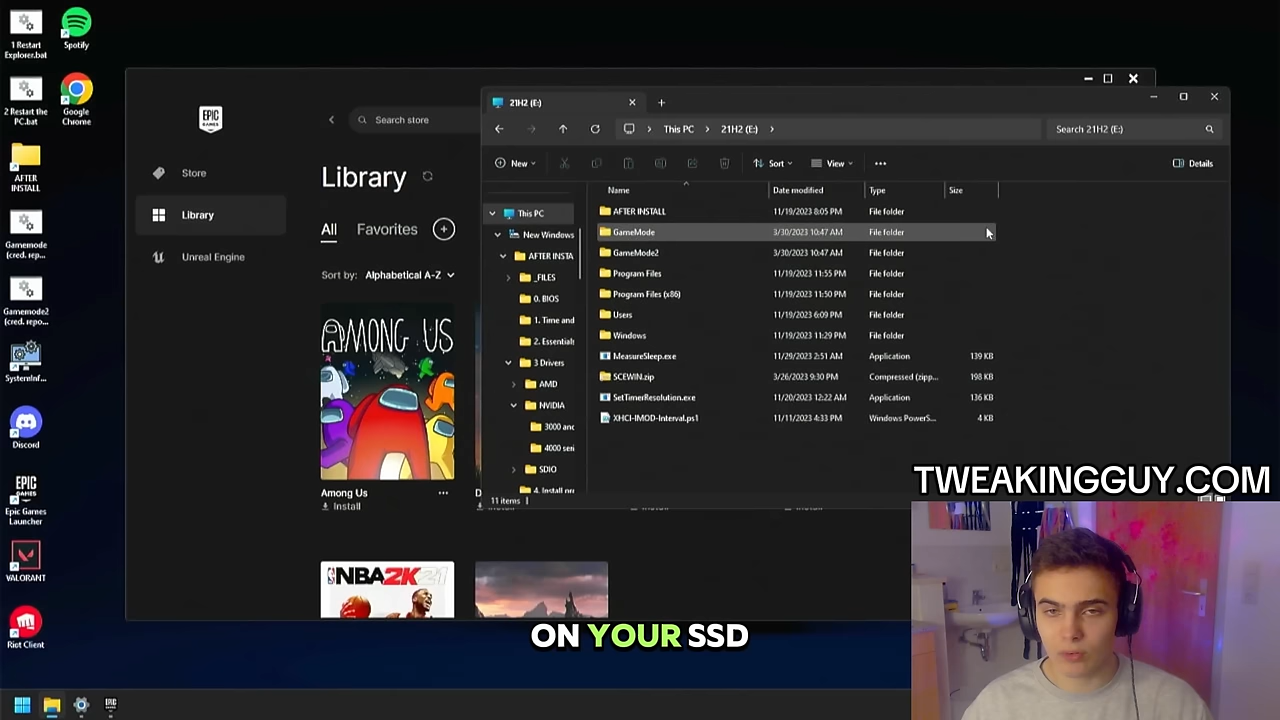 1 Restart
Explorer.bat
Spotify
2 Restart the
PC.bat
Google
Chrome
AFTER
INSTALL
Gamemode
(cred. repo...
Gamemode2
(cred. repo...
SystemInf...
Discord
EPIC
GAMES
Epic Games
Launcher
VALORANT
Riot Client
EPIC
GAMES
Search store
Store
Library
Unreal Engine
Library
All
Favorites
Sort by:
Alphabetical A-Z
AMONG US
Among Us
Install
NBA2K21
21H2 (E:)
This PC
21H2 (E:)
Search 21H2 (E:)
New
Sort
View
Details
Name
Date modified
Type
Size
This PC
New Windows
AFTER INSTA
_FILES
0. BIOS
1. Time and
2. Essentials
3 Drivers
AMD
NVIDIA
3000 and
4000 seri
SDIO
4. Install pr
AFTER INSTALL 11/19/2023 8:05 PM File folder
GameMode 3/30/2023 10:47 AM File folder
GameMode2 3/30/2023 10:47 AM File folder
Program Files 11/19/2023 11:55 PM File folder
Program Files (x86) 11/19/2023 11:50 PM File folder
Users 11/19/2023 6:09 PM File folder
Windows 11/19/2023 11:29 PM File folder
MeasureSleep.exe 11/29/2023 2:51 AM Application 139 KB
SCEWIN.zip 3/26/2023 9:30 PM Compressed (zipp... 198 KB
SetTimerResolution.exe 11/20/2023 12:22 AM Application 136 KB
XHCI-IMOD-Interval.ps1 11/11/2023 4:33 PM Windows PowerS... 4 KB
11 items
TWEAKINGGUY.COM
ON YOUR SSD
EPIC